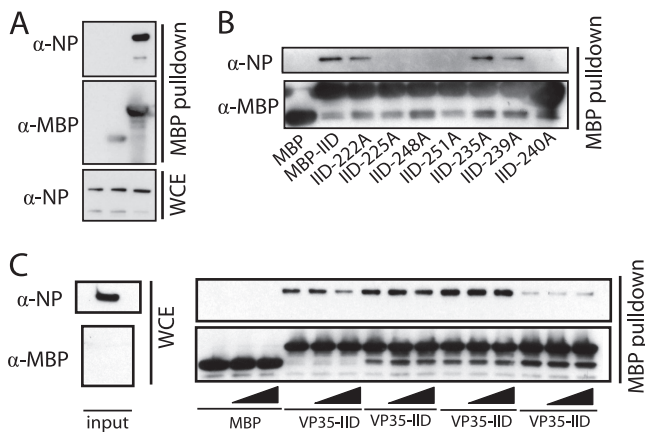 A
α-NP
α-MBP
MBP pulldown
α-NP
WCE
B
α-NP
α-MBP
MBP pulldown
MBP
MBP-IID
IID-222A
IID-225A
IID-248A
IID-251A
IID-235A
IID-239A
IID-240A
C
α-NP
α-MBP
WCE
input
MBP pulldown
MBP
VP35-IID
VP35-IID
VP35-IID
VP35-IID